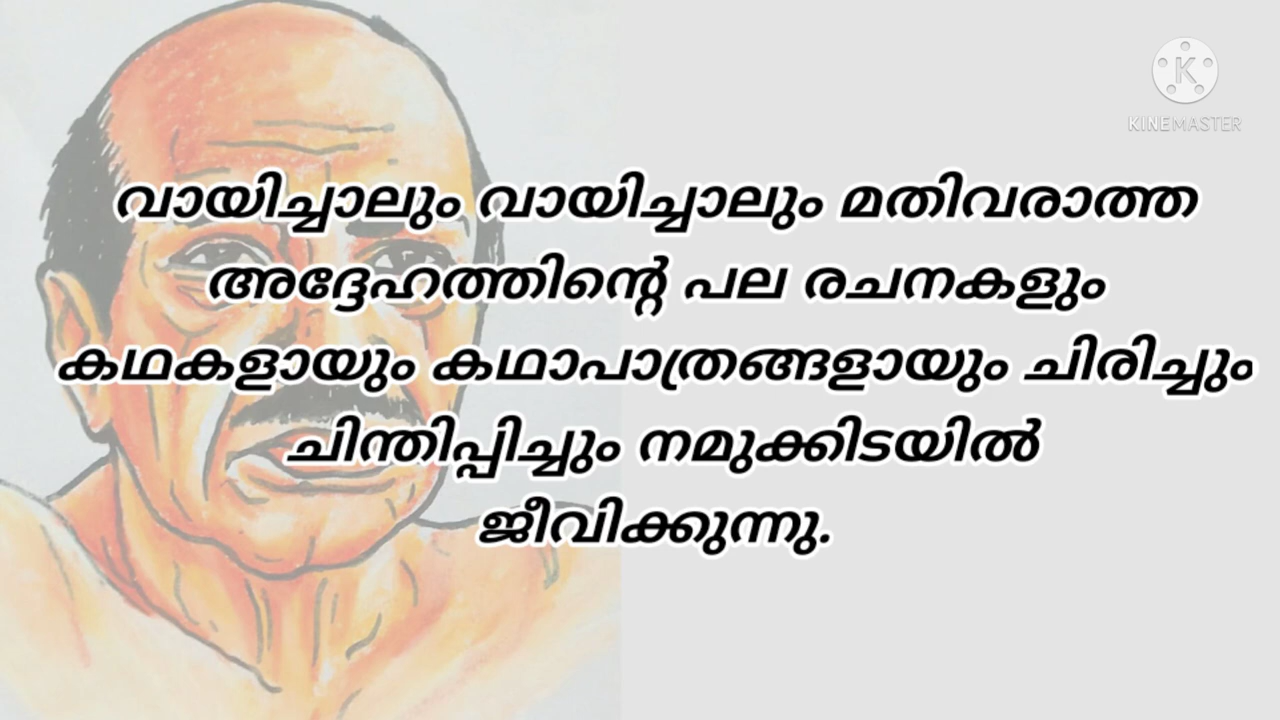 KINEMASTER
വായിച്ചാലും വായിച്ചാലും മതിവരാത്ത
അദ്ദേഹത്തിന്റെ പല രചനകളും
കഥകളായും കഥാപാത്രങ്ങളായും ചിരിച്ചും
ചിന്തിപ്പിച്ചും നമുക്കിടയിൽ
ജീവിക്കുന്നു.